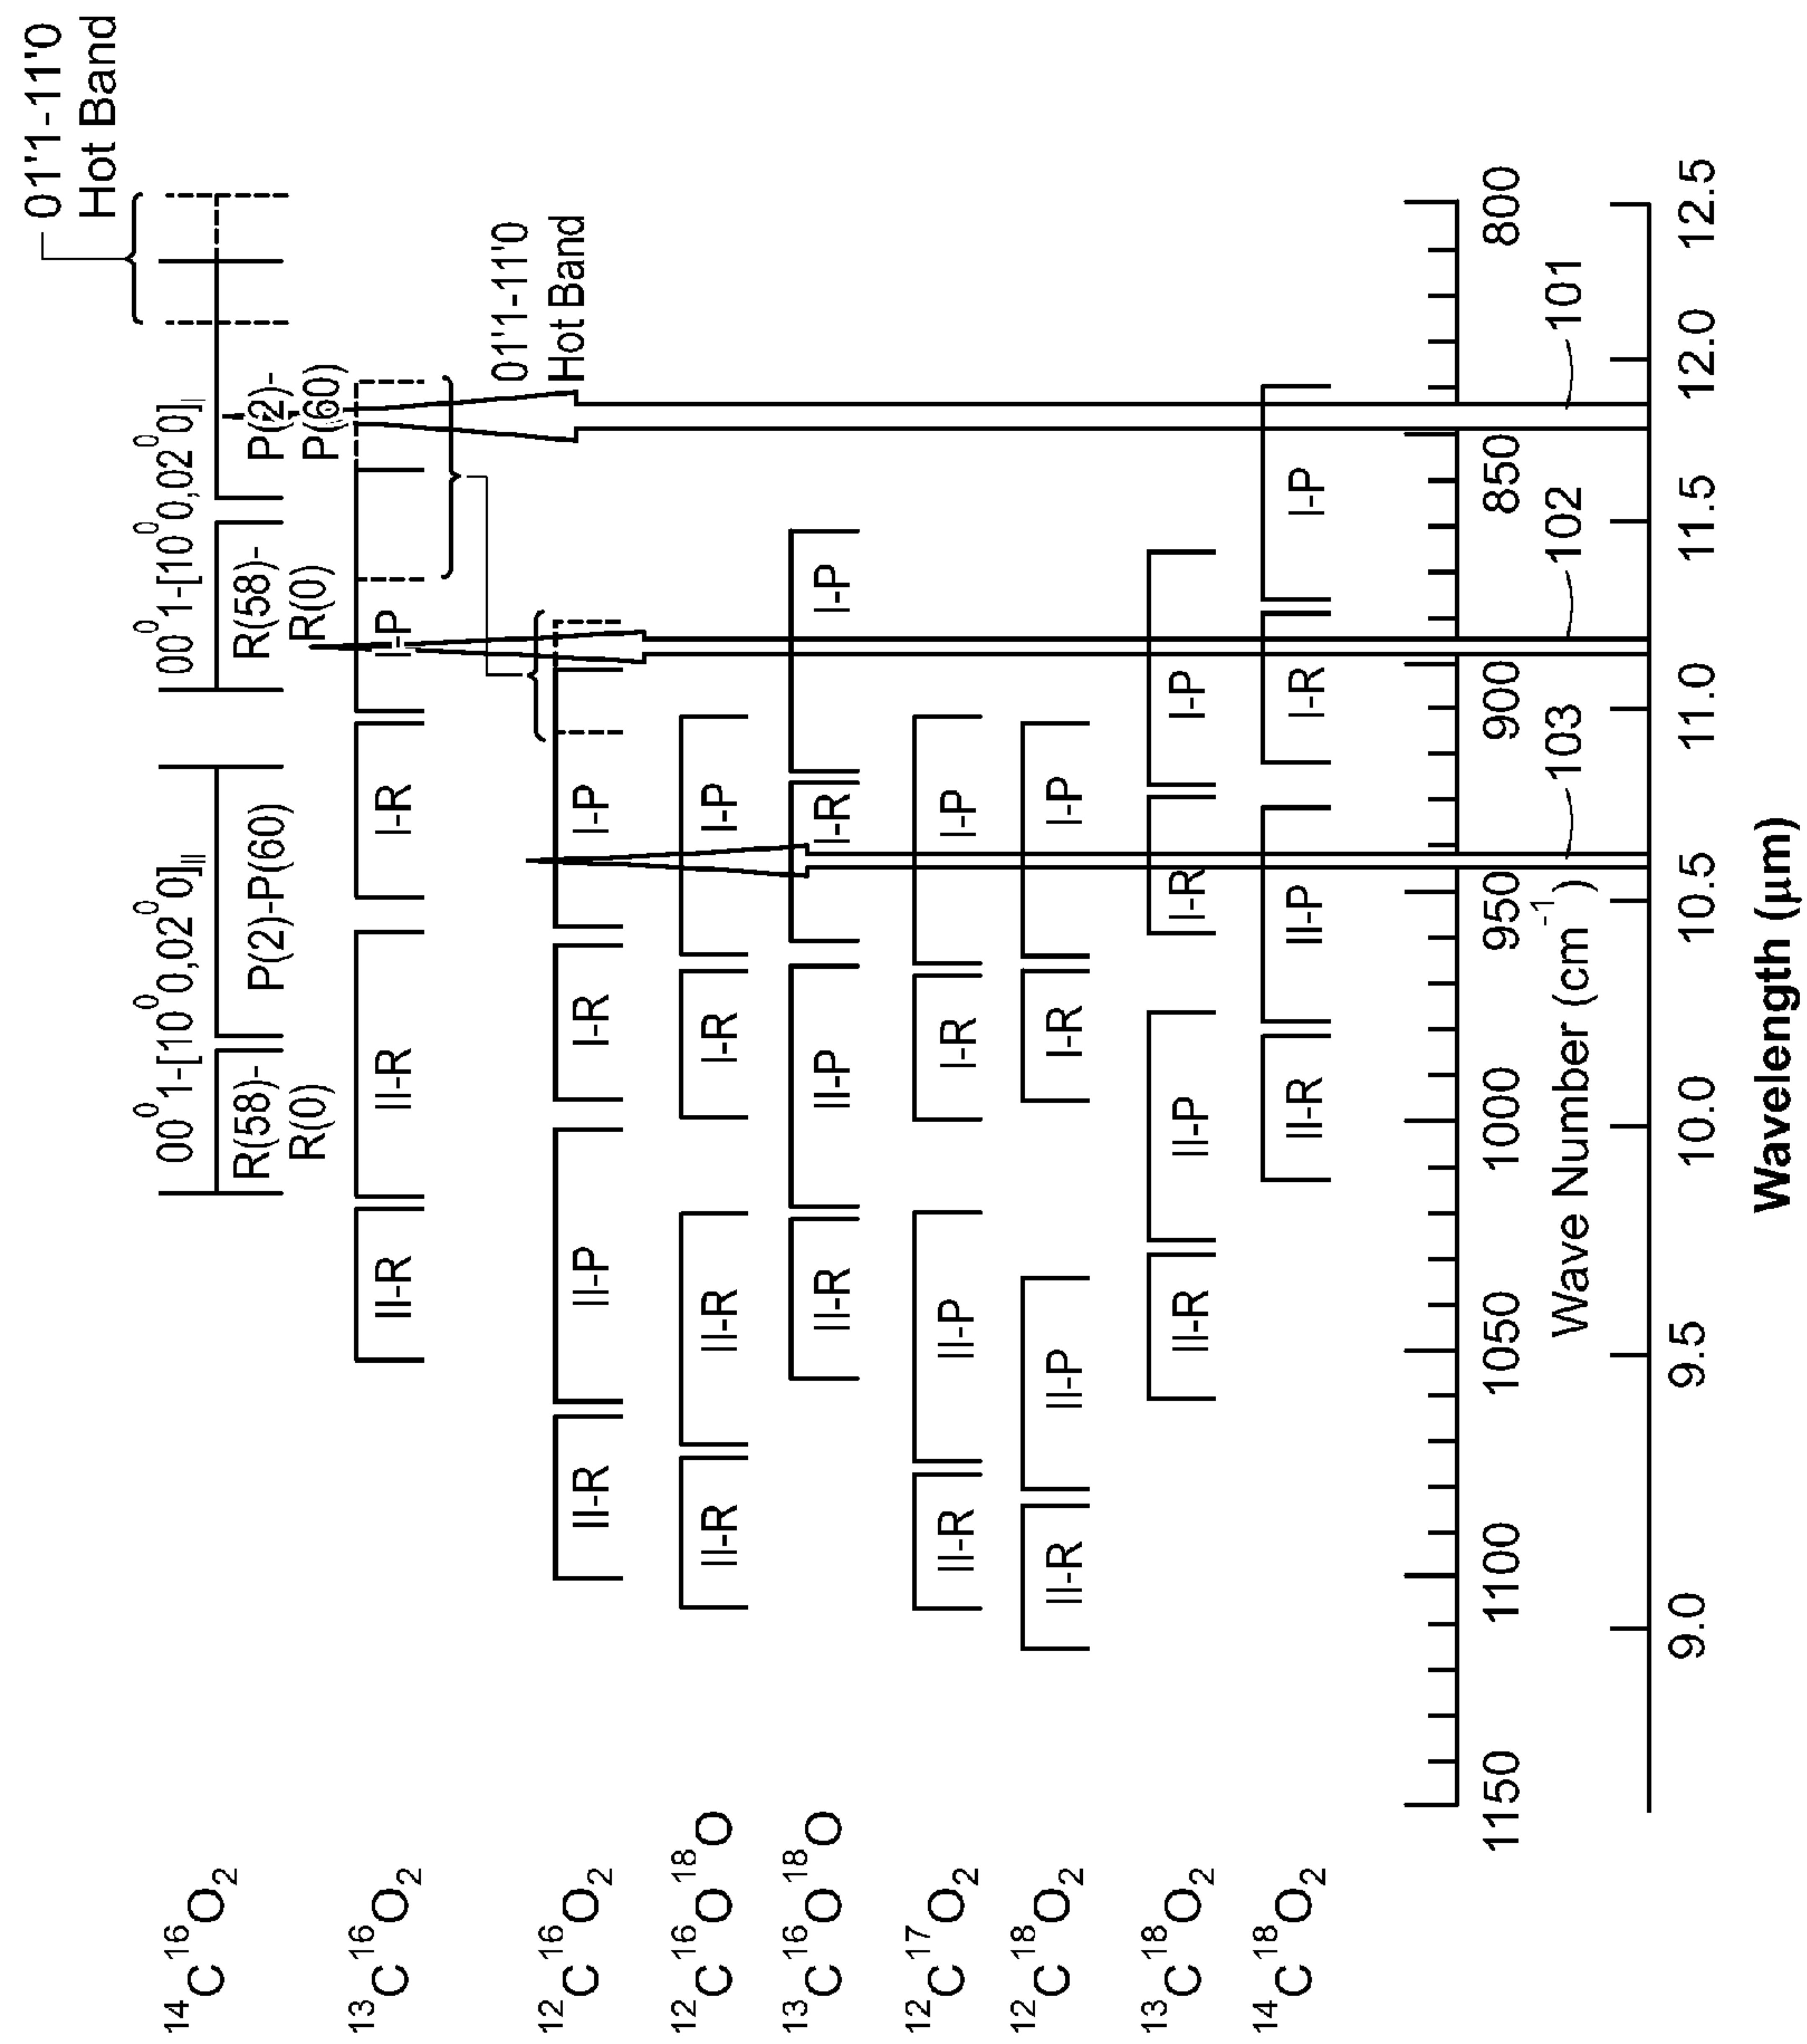 01'1-11'0
Hot Band
00⁰1-[10⁰0,02⁰0]III 00⁰1-[10⁰0,02⁰0]I
¹⁴C¹⁶O₂ R(58)- P(2)-P(60) R(58)- P(2)-
R(0) R(0) P(60)
¹³C¹⁶O₂ II-R II-R I-R I-P
01'1-11'0
Hot Band
¹²C¹⁶O₂ II-R II-P I-R I-P
¹²C¹⁶O¹⁸O II-R II-R I-R I-P
¹³C¹⁶O¹⁸O II-R II-P I-R I-P
¹²C¹⁷O₂ II-R II-P I-R I-P
¹²C¹⁸O₂ II-R II-P I-R I-P
¹³C¹⁸O₂ II-R II-P I-R I-P
¹⁴C¹⁸O₂ II-R II-P I-R I-P
1150 1100 1050 1000 950 900 850 800
Wave Number (cm⁻¹) 103 102 101
9.0 9.5 10.0 10.5 11.0 11.5 12.0 12.5
Wavelength (µm)